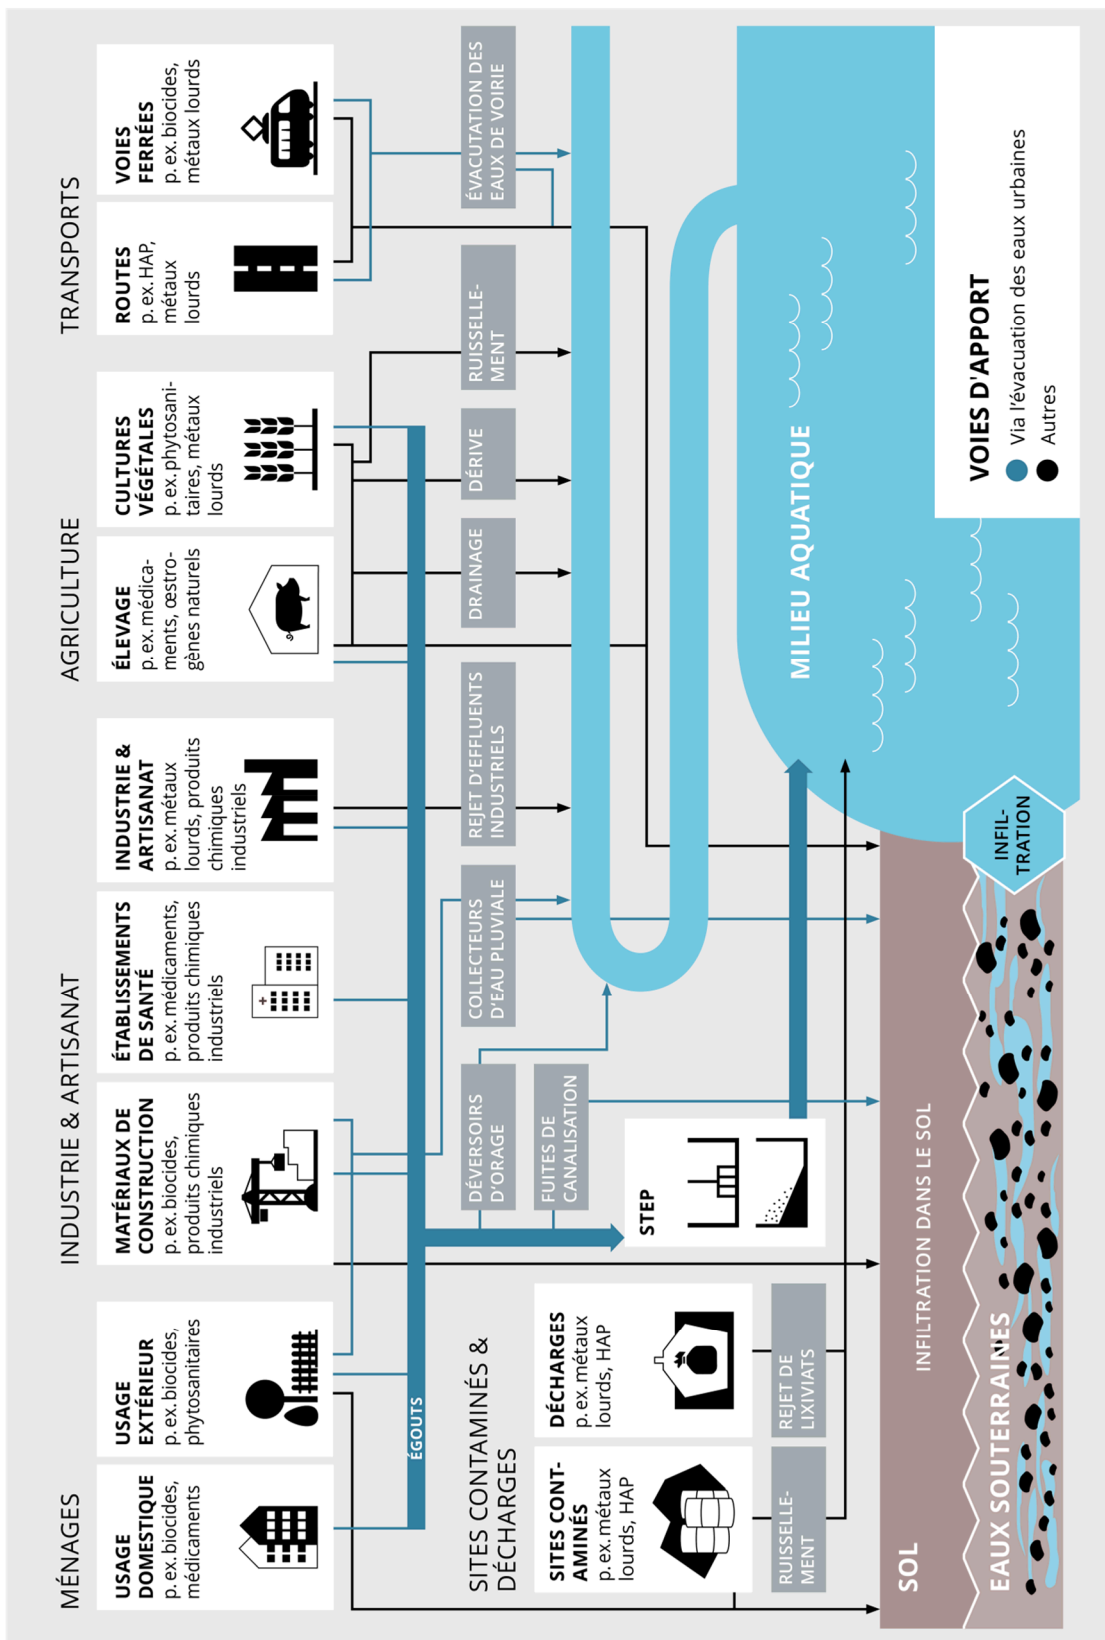 MÉNAGES
INDUSTRIE & ARTISANAT
AGRICULTURE
TRANSPORTS
USAGE
DOMESTIQUE
p. ex. biocides,
médicaments
USAGE
EXTÉRIEUR
p. ex. biocides,
phytosanitaires
MATÉRIAUX DE
CONSTRUCTION
p. ex. biocides,
produits chimiques
industriels
ÉTABLISSEMENTS
DE SANTÉ
p. ex. médicaments,
produits chimiques
industriels
INDUSTRIE &
ARTISANAT
p. ex. métaux
lourds, produits
chimiques
industriels
ÉLEVAGE
p. ex. médica-
ments, œstro-
gènes naturels
CULTURES
VÉGÉTALES
p. ex. phytosani-
taires, métaux
lourds
ROUTES
p. ex. HAP,
métaux
lourds
VOIES
FERRÉES
p. ex. biocides,
métaux lourds
ÉGOUTS
SITES CONTAMINÉS &
DÉCHARGES
SITES CONT-
AMINÉS
p. ex. métaux
lourds, HAP
DÉCHARGES
p. ex. métaux
lourds, HAP
RUISSELLE-
MENT
REJET DE
LIXIVIATS
DÉVERSOIRS
D'ORAGE
FUITES DE
CANALISATION
STEP
COLLECTEURS
D'EAU PLUVIALE
REJET D'EFFLUENTS
INDUSTRIELS
DRAINAGE
DÉRIVE
RUISSELLE-
MENT
ÉVACUTATION DES
EAUX DE VOIRIE
MILIEU AQUATIQUE
SOL
INFILTRATION DANS LE SOL
EAUX SOUTERRAINES
INFIL-
TRATION
VOIES D'APPORT
Via l'évacuation des eaux urbaines
Autres